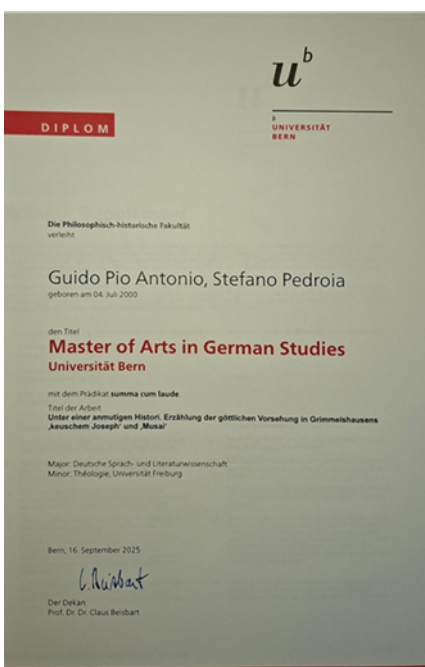 u^b
DIPLOM
b
UNIVERSITÄT
BERN
Die Philosophisch-historische Fakultät
verleiht
Guido Pio Antonio, Stefano Pedroia
geboren am 04. Juli 2000
den Titel
Master of Arts in German Studies
Universität Bern
mit dem Prädikat summa cum laude
Titel der Arbeit
Unter einer anmutigen Histori. Erzählung der göttlichen Vorsehung in Grimmelshausens
‚keuschem Joseph' und ‚Musai'
Major: Deutsche Sprach- und Literaturwissenschaft
Minor: Théologie, Universität Freiburg
Bern, 16. September 2025
C. Beisbart
Der Dekan
Prof. Dr. Dr. Claus Beisbart